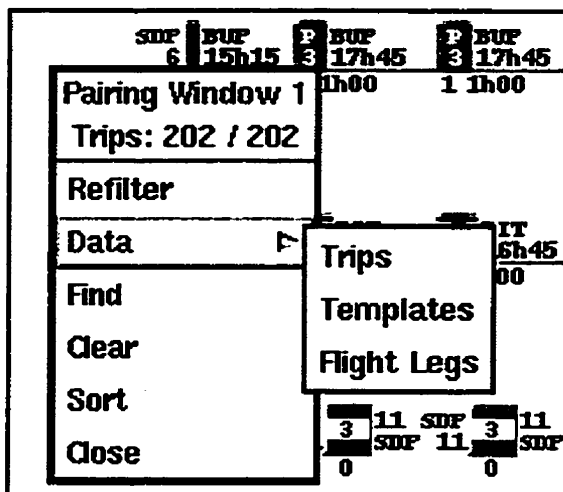 SDF BUF P BUF P BUF
6 15h15 3 17h45 3 17h45
1h00 1 1h00
Pairing Window 1
Trips: 202 / 202
Refilter
Data
Find
Clear
Sort
Close
Trips
Templates
Flight Legs
IT
6h45
00
3 11 SDF 3 11
SDF 11 SDF
0 0